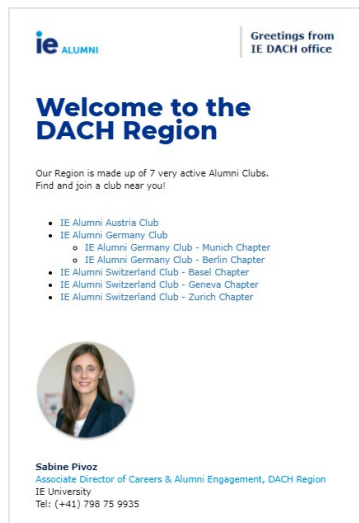 ie ALUMNI
Greetings from
IE DACH office
Welcome to the
DACH Region
Our Region is made up of 7 very active Alumni Clubs.
Find and join a club near you!
IE Alumni Austria Club
IE Alumni Germany Club
IE Alumni Germany Club - Munich Chapter
IE Alumni Germany Club - Berlin Chapter
IE Alumni Switzerland Club - Basel Chapter
IE Alumni Switzerland Club - Geneva Chapter
IE Alumni Switzerland Club - Zurich Chapter
Sabine Pivoz
Associate Director of Careers & Alumni Engagement, DACH Region
IE University
Tel: (+41) 798 75 9935